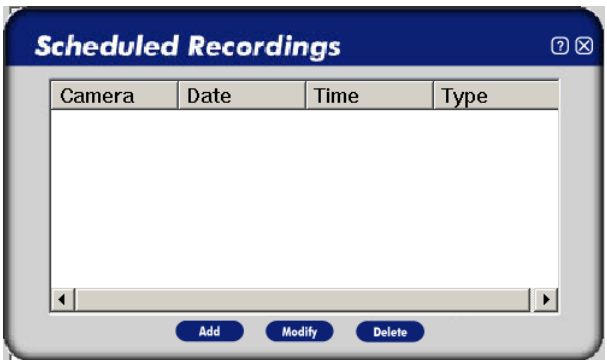 Scheduled Recordings ?
Camera Date Time Type
Add Modify Delete